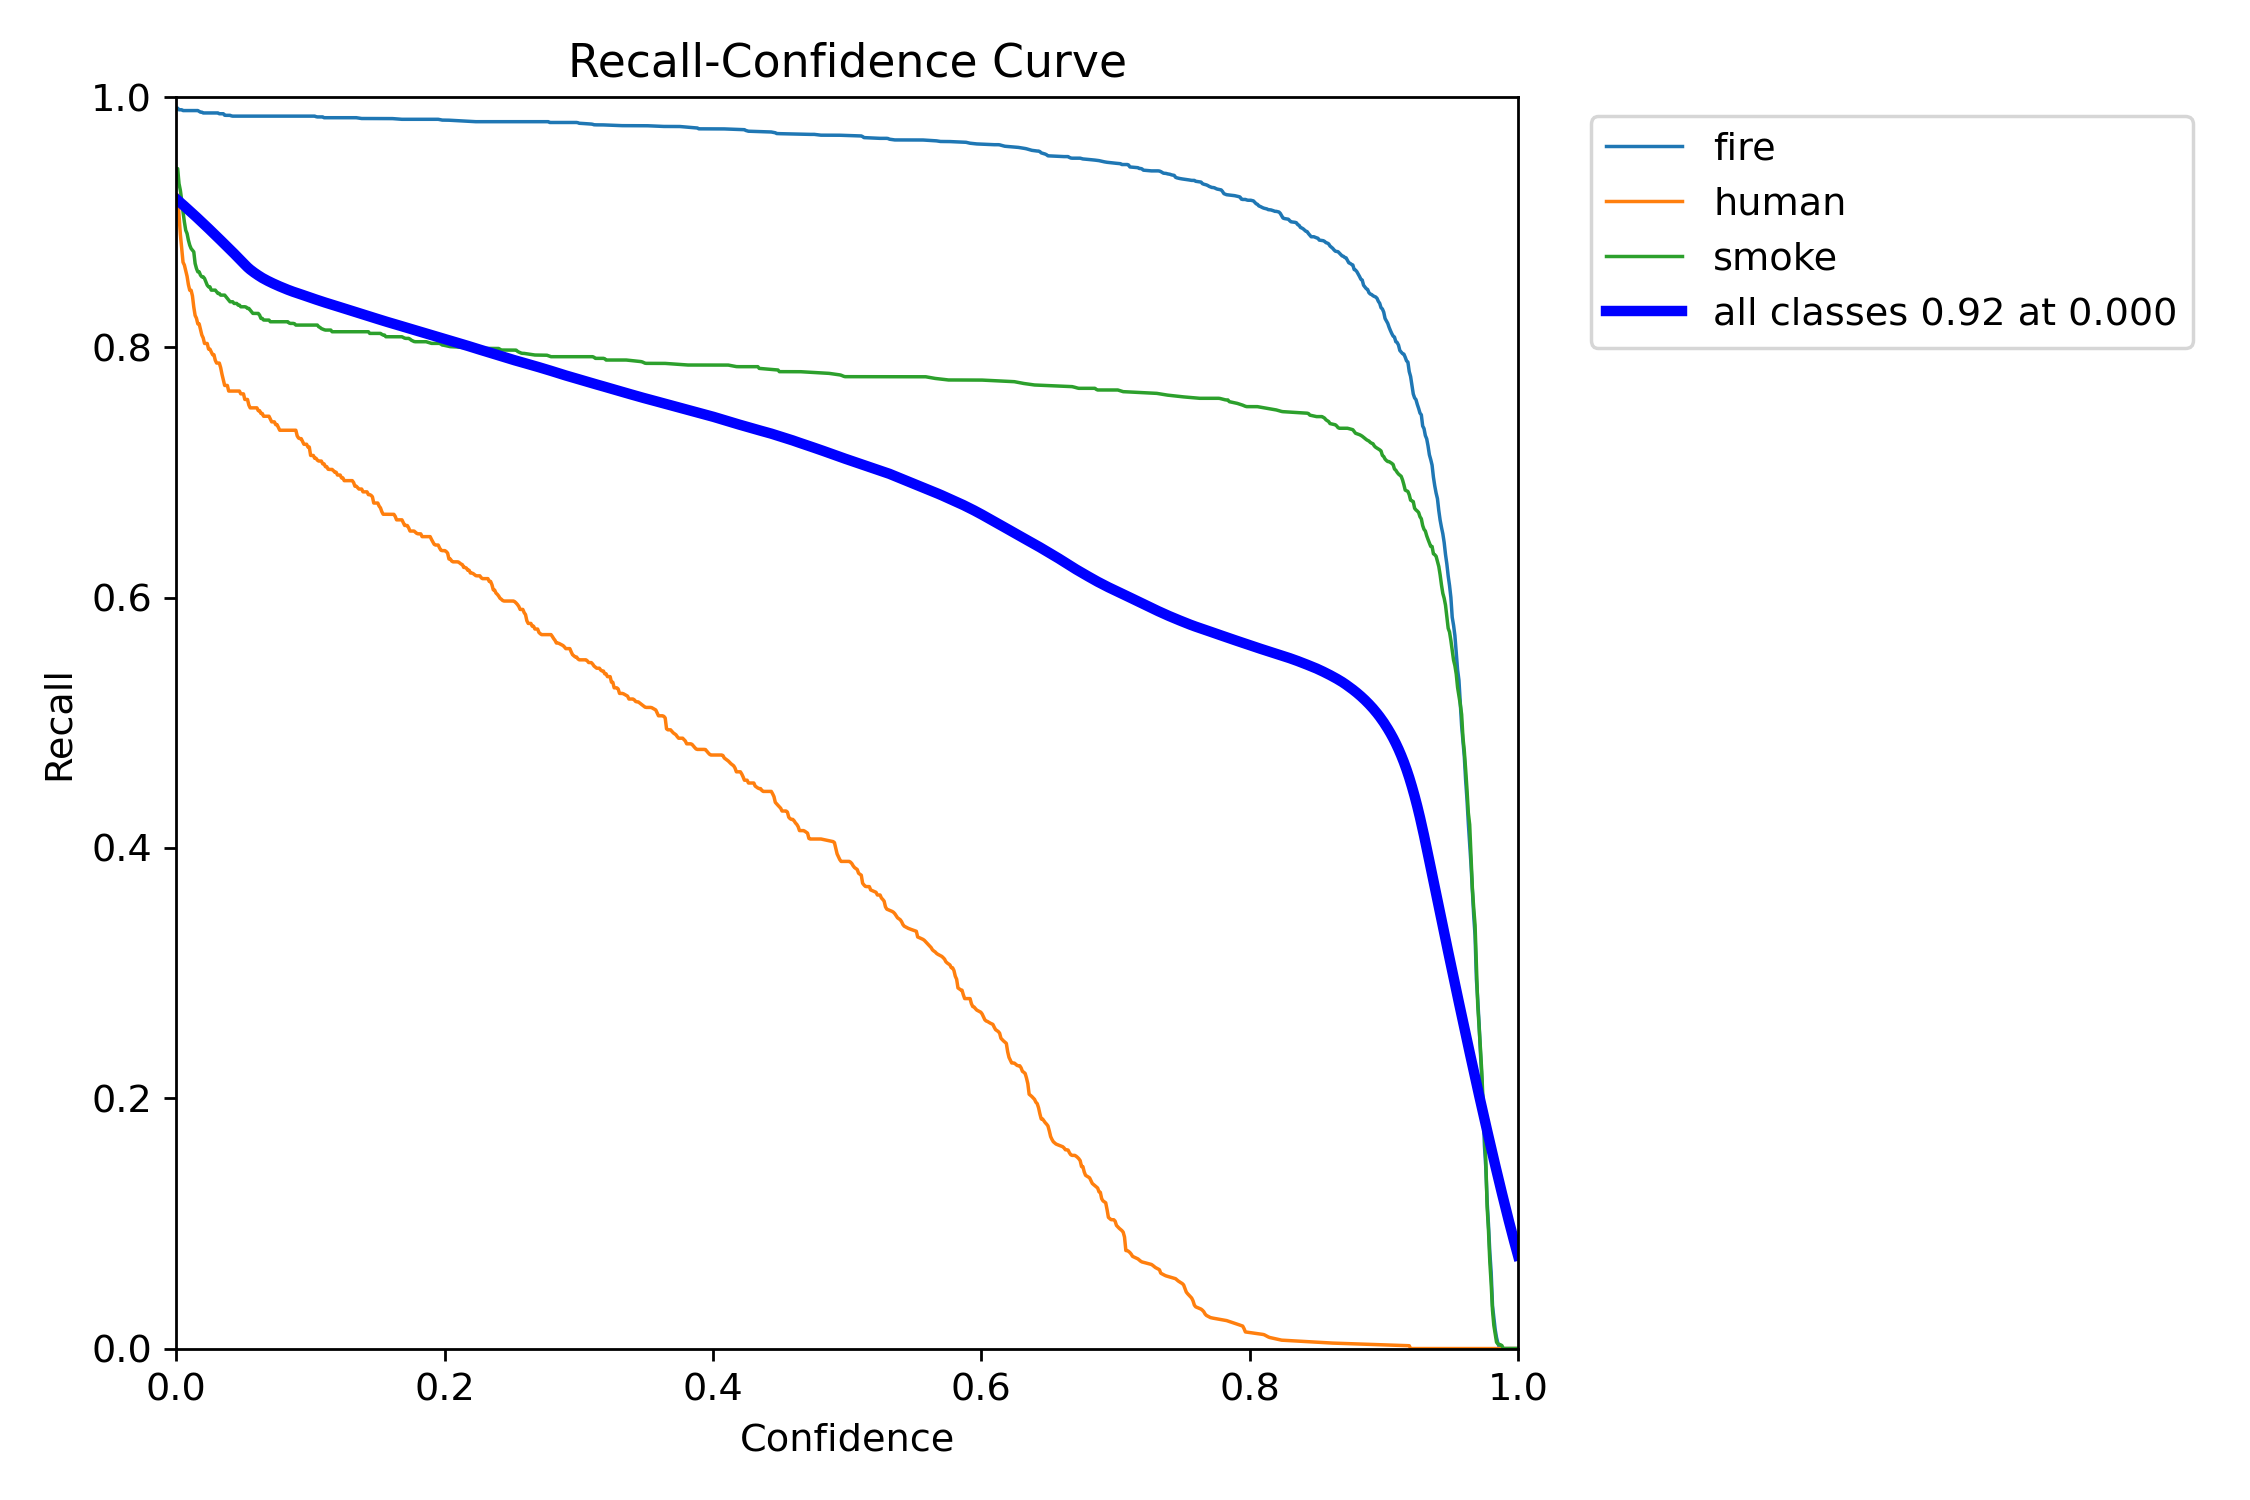 Recall-Confidence Curve
1.0
0.8
0.6
0.4
0.2
0.0
Recall
0.0 0.2 0.4 0.6 0.8 1.0
Confidence
fire
human
smoke
all classes 0.92 at 0.000